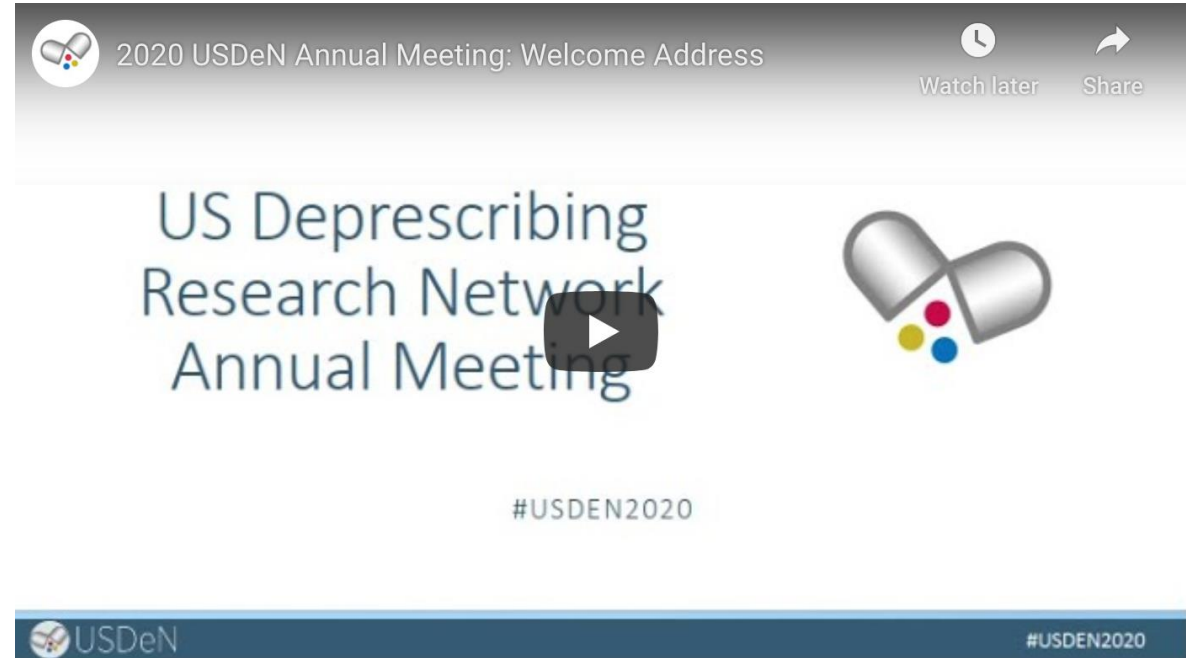 2020 USDeN Annual Meeting: Welcome Address
Watch later
Share
US Deprescribing
Research Network
Annual Meeting
#USDEN2020
USDeN
#USDEN2020